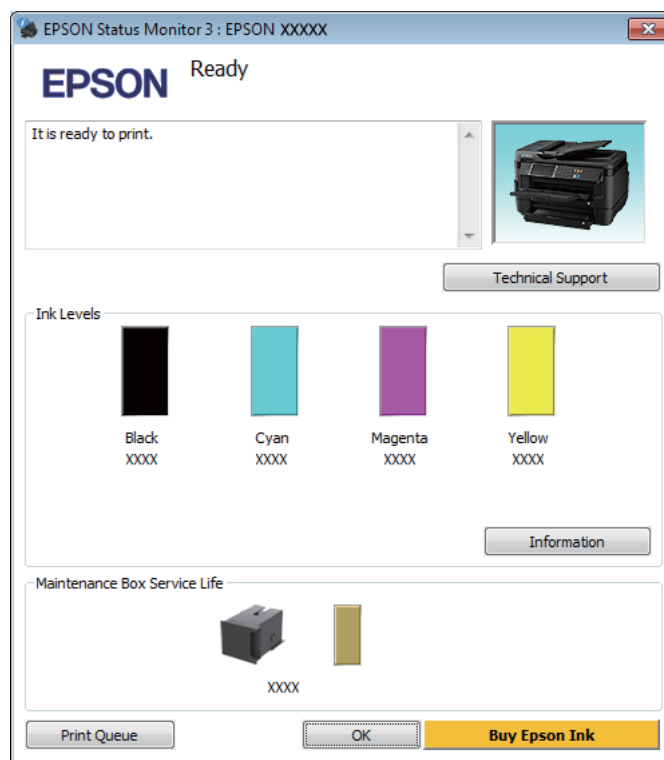 EPSON Status Monitor 3 : EPSON XXXXX
EPSON
Ready
It is ready to print.
Technical Support
Ink Levels
Black
Cyan
Magenta
Yellow
XXXX
XXXX
XXXX
XXXX
Information
Maintenance Box Service Life
XXXX
Print Queue
OK
Buy Epson Ink